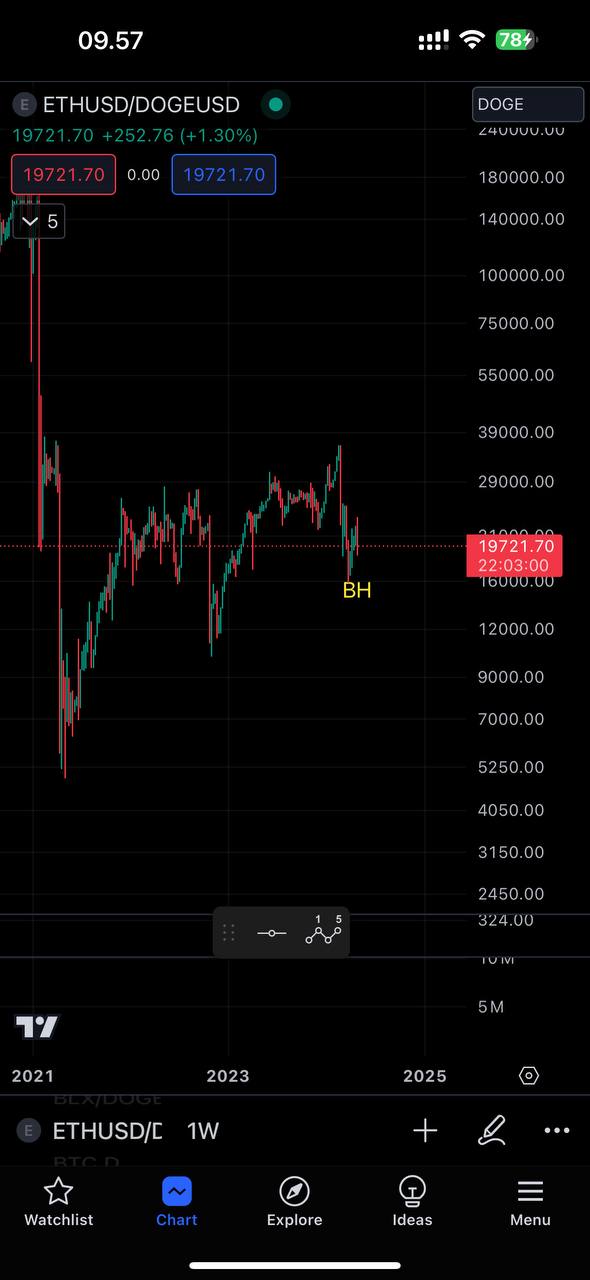 09.57
78
E ETHUSD/DOGEUSD
DOGE
19721.70 +252.76 (+1.30%)
240000.00
19721.70 0.00 19721.70
180000.00
5
140000.00
100000.00
75000.00
55000.00
39000.00
29000.00
21000.00
19721.70
22:03:00
16000.00
BH
12000.00
9000.00
7000.00
5250.00
4050.00
3150.00
2450.00
324.00
1 5
10 M
5 M
2021 2023 2025
BLX/DOGE
E ETHUSD/D 1W
BTC.D
Watchlist Chart Explore Ideas Menu